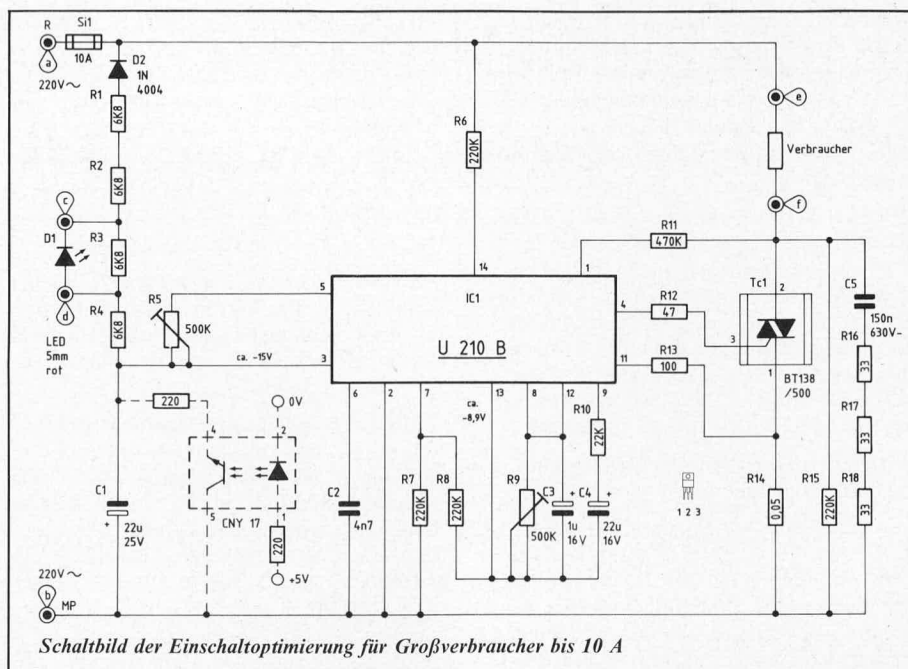 R
Si1
a
10A
220V~
D2
1N
4004
R1
6K8
R2
6K8
c
D1
R3
6K8
d
R4
6K8
LED
5mm
rot
R5
500K
ca. -15V
R6
220K
e
Verbraucher
f
R11
470K
14
1
5
IC1
4
R12
47
U 210 B
3
11
R13
100
6
2
7
13
8
12
9
ca.
-8,9V
Tc1
2
3
1
BT138
/500
C5
150n
630V-
R16
33
R17
33
R18
33
220
0V
4
2
5
1
CNY 17
220
+5V
C1
+
22u
25V
C2
4n7
R7
220K
R8
220K
R9
500K
C3
+
1u
16V
R10
22K
C4
+
22u
16V
1 2 3
R14
0,05
R15
220K
220V~
b
MP
Schaltbild der Einschaltoptimierung für Großverbraucher bis 10 A